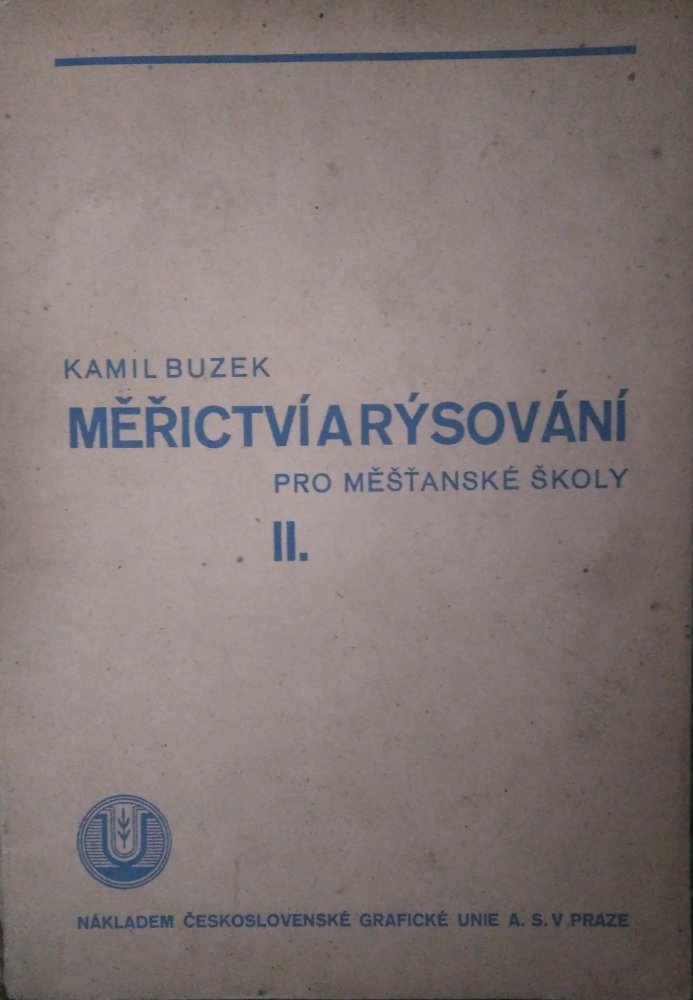 KAMIL BUZEK
MĚŘICTVÍ A RÝSOVÁNÍ
PRO MĚŠŤANSKÉ ŠKOLY
II.
NÁKLADEM ČESKOSLOVENSKÉ GRAFICKÉ UNIE A. S. V PRAZE